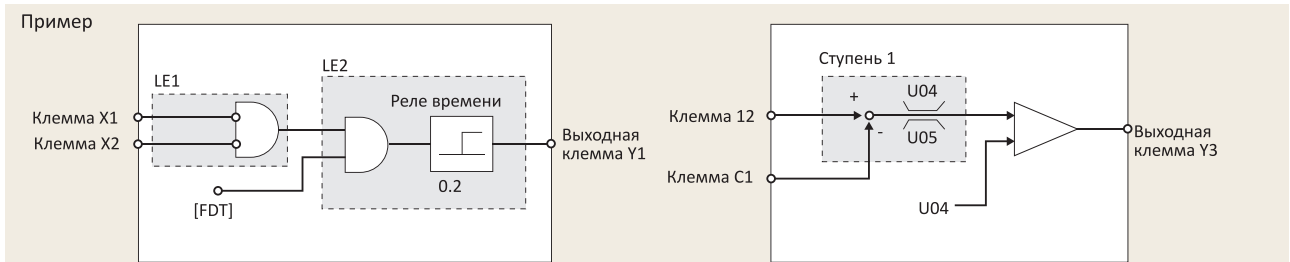 Пример
LE1
LE2
Клемма X1
Клемма X2
Реле времени
0.2
[FDT]
Выходная
клемма Y1
Ступень 1
Клемма 12
+
-
U04
U05
Клемма C1
U04
Выходная
клемма Y3